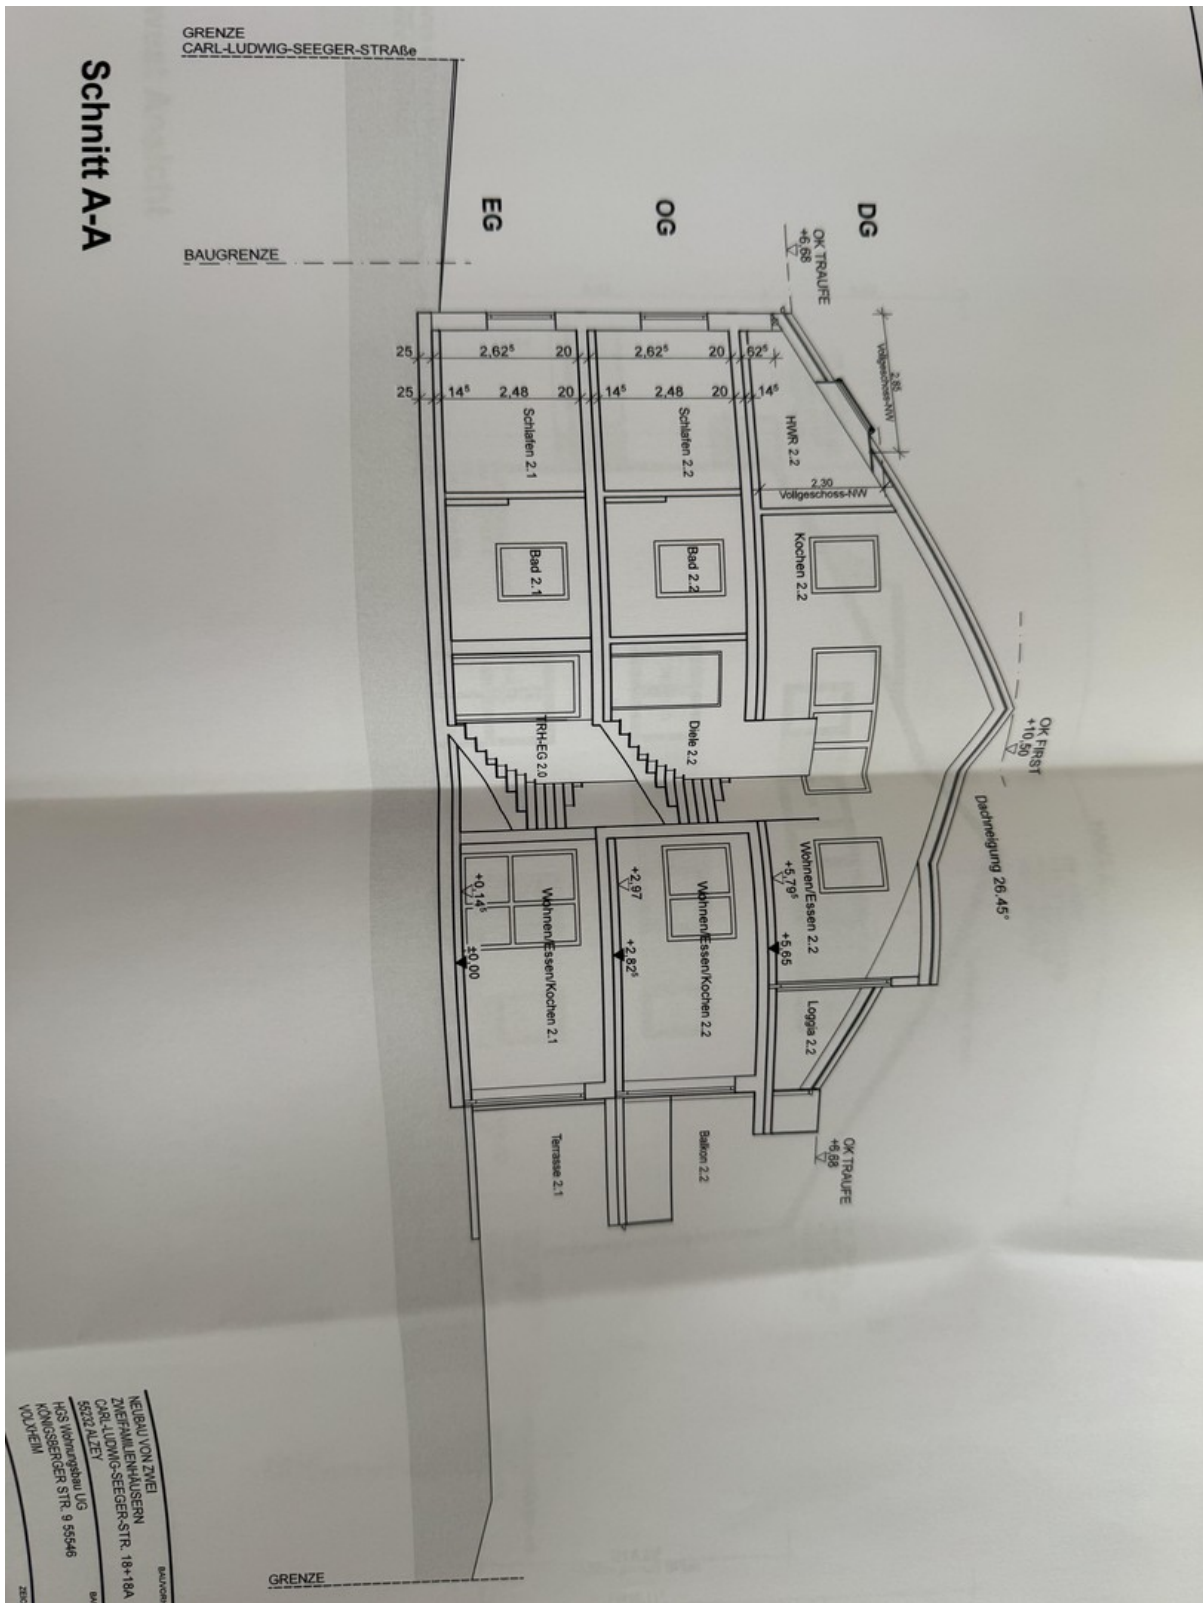 GRENZE
CARL-LUDWIG-SEEGER-STRAße
BAUGRENZE
Schnitt A-A
DG
OG
EG
OK TRAUFE
+6,68
2,85
Vollgeschoss-NW
25 2,62⁵ 20 2,62⁵ 20 62⁵
25 14⁵ 2,48 20 14⁵ 2,48 20 14⁵
HWR 2.2
2,30
Vollgeschoss-NW
Schlafen 2.2
Schlafen 2.1
Kochen 2.2
Bad 2.2
Bad 2.1
OK FIRST
+10,50
Dachneigung 26.45°
Diele 2.2
TRH-EG 2.0
Wohnen/Essen 2.2
+5,79⁵
+5,65
Wohnen/Essen/Kochen 2.2
+2,97
+2,82⁵
Wohnen/Essen/Kochen 2.1
+0,14⁵
±0,00
Loggia 2.2
OK TRAUFE
+6,68
Balkon 2.2
Terrasse 2.1
GRENZE
BAUVORH
NEUBAU VON ZWEI
ZWEIFAMILIENHÄUSERN
CARL-LUDWIG-SEEGER-STR. 18+18A
55232 ALZEY
BA
HGS Wohnungsbau UG
KÖNIGSBERGER STR. 9 55546
VOLXHEIM
ZEIC